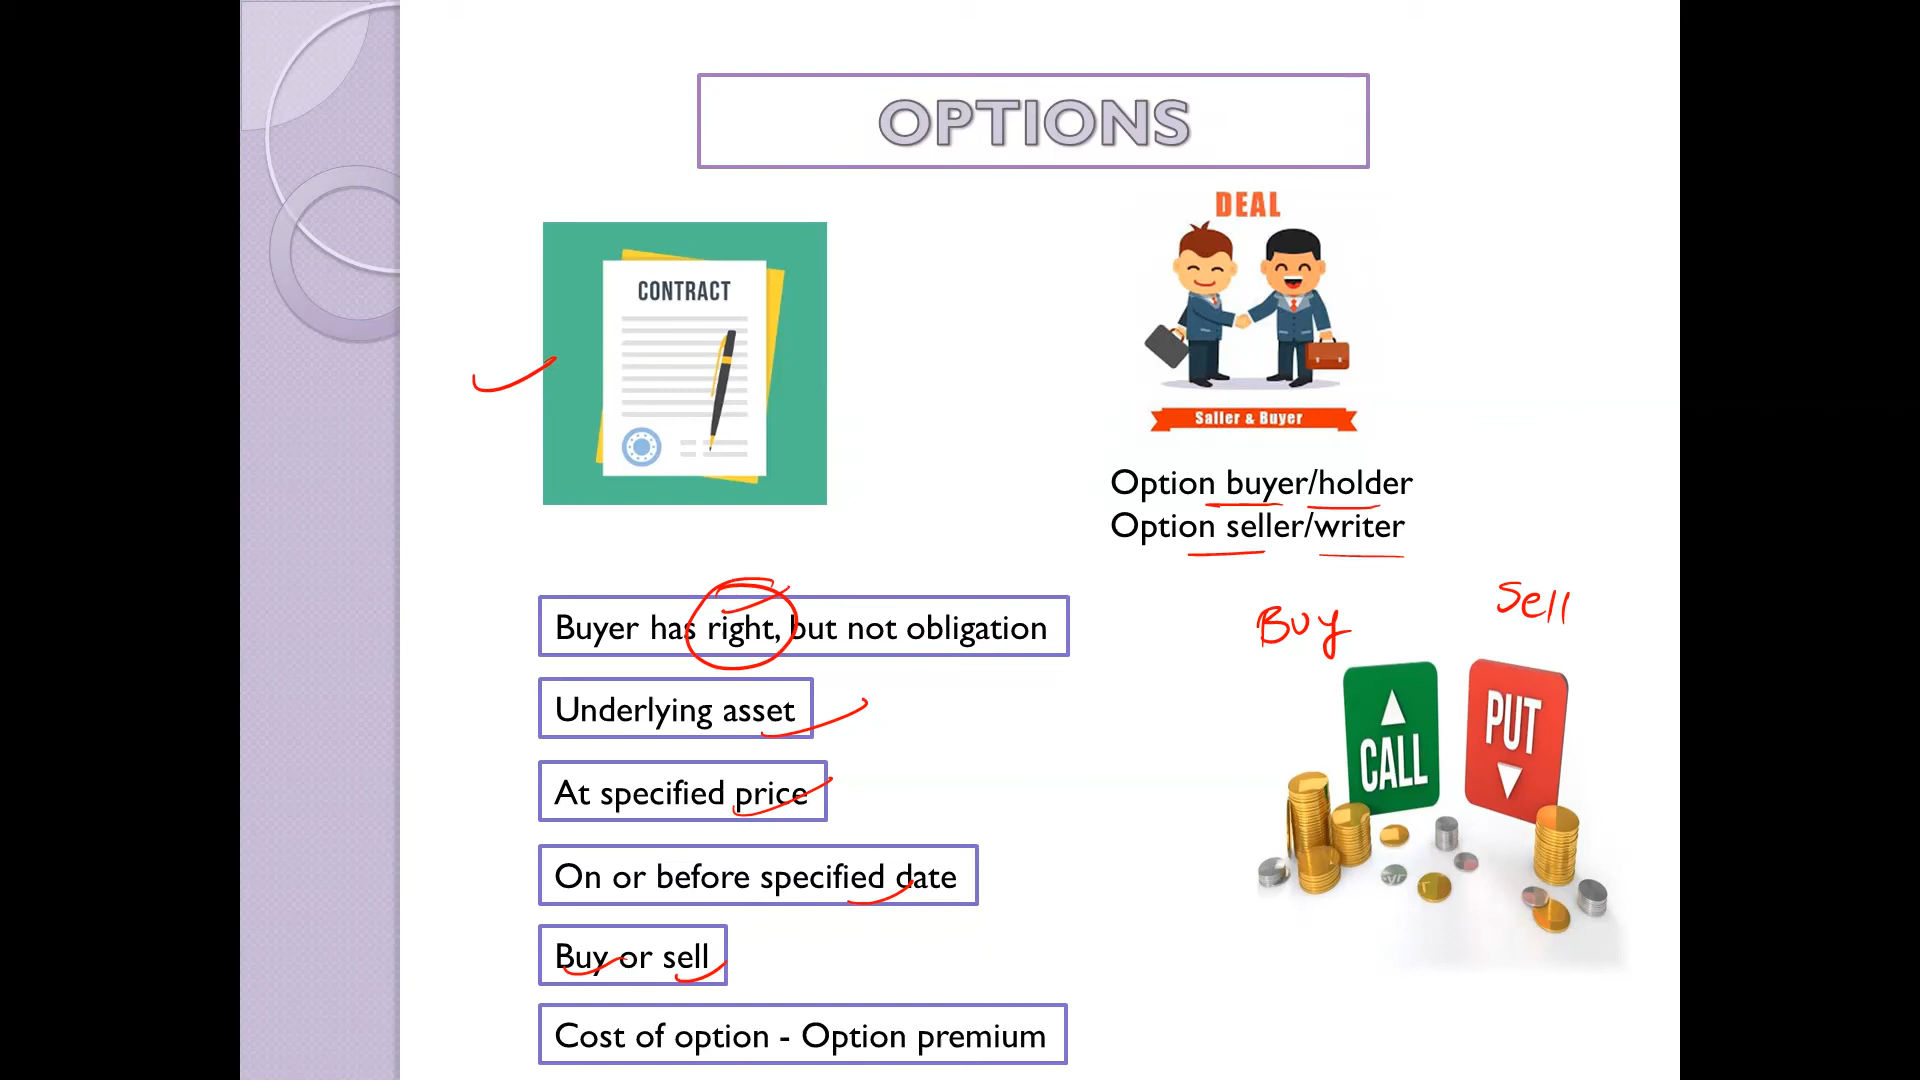 OPTIONS
DEAL
CONTRACT
Saller & Buyer
Option buyer/holder
Option seller/writer
Buyer has right, but not obligation
Underlying asset
At specified price
On or before specified date
Buy or sell
Cost of option - Option premium
Buy
Sell
CALL
PUT